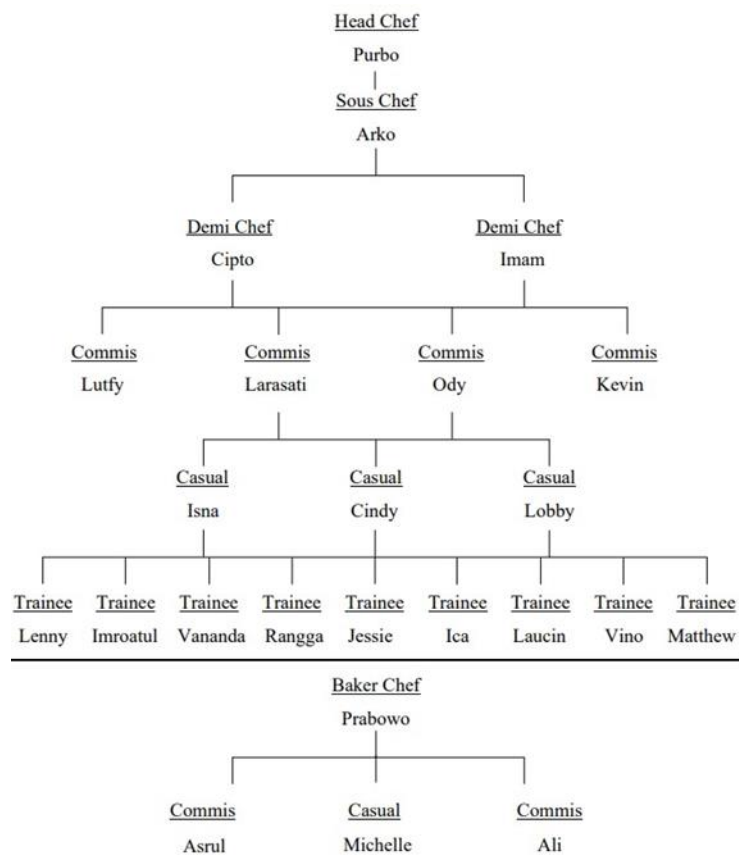 Head Chef
Purbo
Sous Chef
Arko
Demi Chef Demi Chef
Cipto Imam
Commis Commis Commis Commis
Lutfy Larasati Ody Kevin
Casual Casual Casual
Isna Cindy Lobby
Trainee Trainee Trainee Trainee Trainee Trainee Trainee Trainee Trainee
Lenny Imroatul Vananda Rangga Jessie Ica Laucin Vino Matthew
Baker Chef
Prabowo
Commis Casual Commis
Asrul Michelle Ali